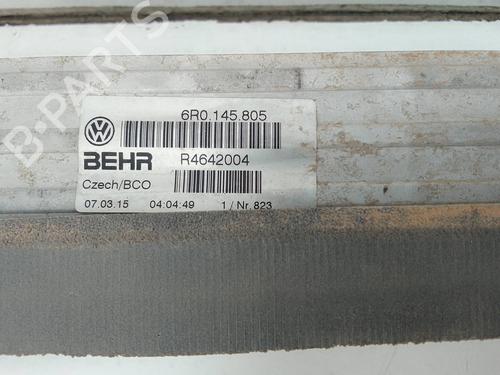 6R0.145.805
BEHR R4642004
Czech/BCO
07.03.15 04:04:49 1/Nr. 823
B-PARTS